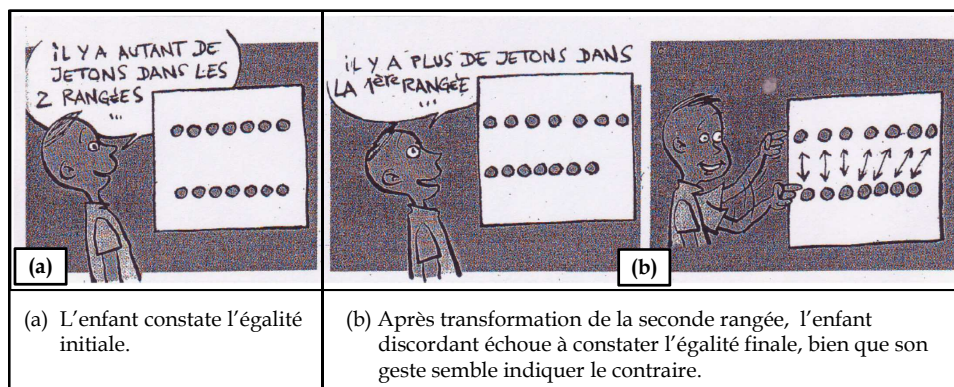 IL Y A AUTANT DE
JETONS DANS LES
2 RANGÉES
...
(a)
IL Y A PLUS DE JETONS DANS
LA 1ÈRE RANGÉE
...
(b)
(a) L'enfant constate l'égalité
initiale.
(b) Après transformation de la seconde rangée, l'enfant
discordant échoue à constater l'égalité finale, bien que son
geste semble indiquer le contraire.